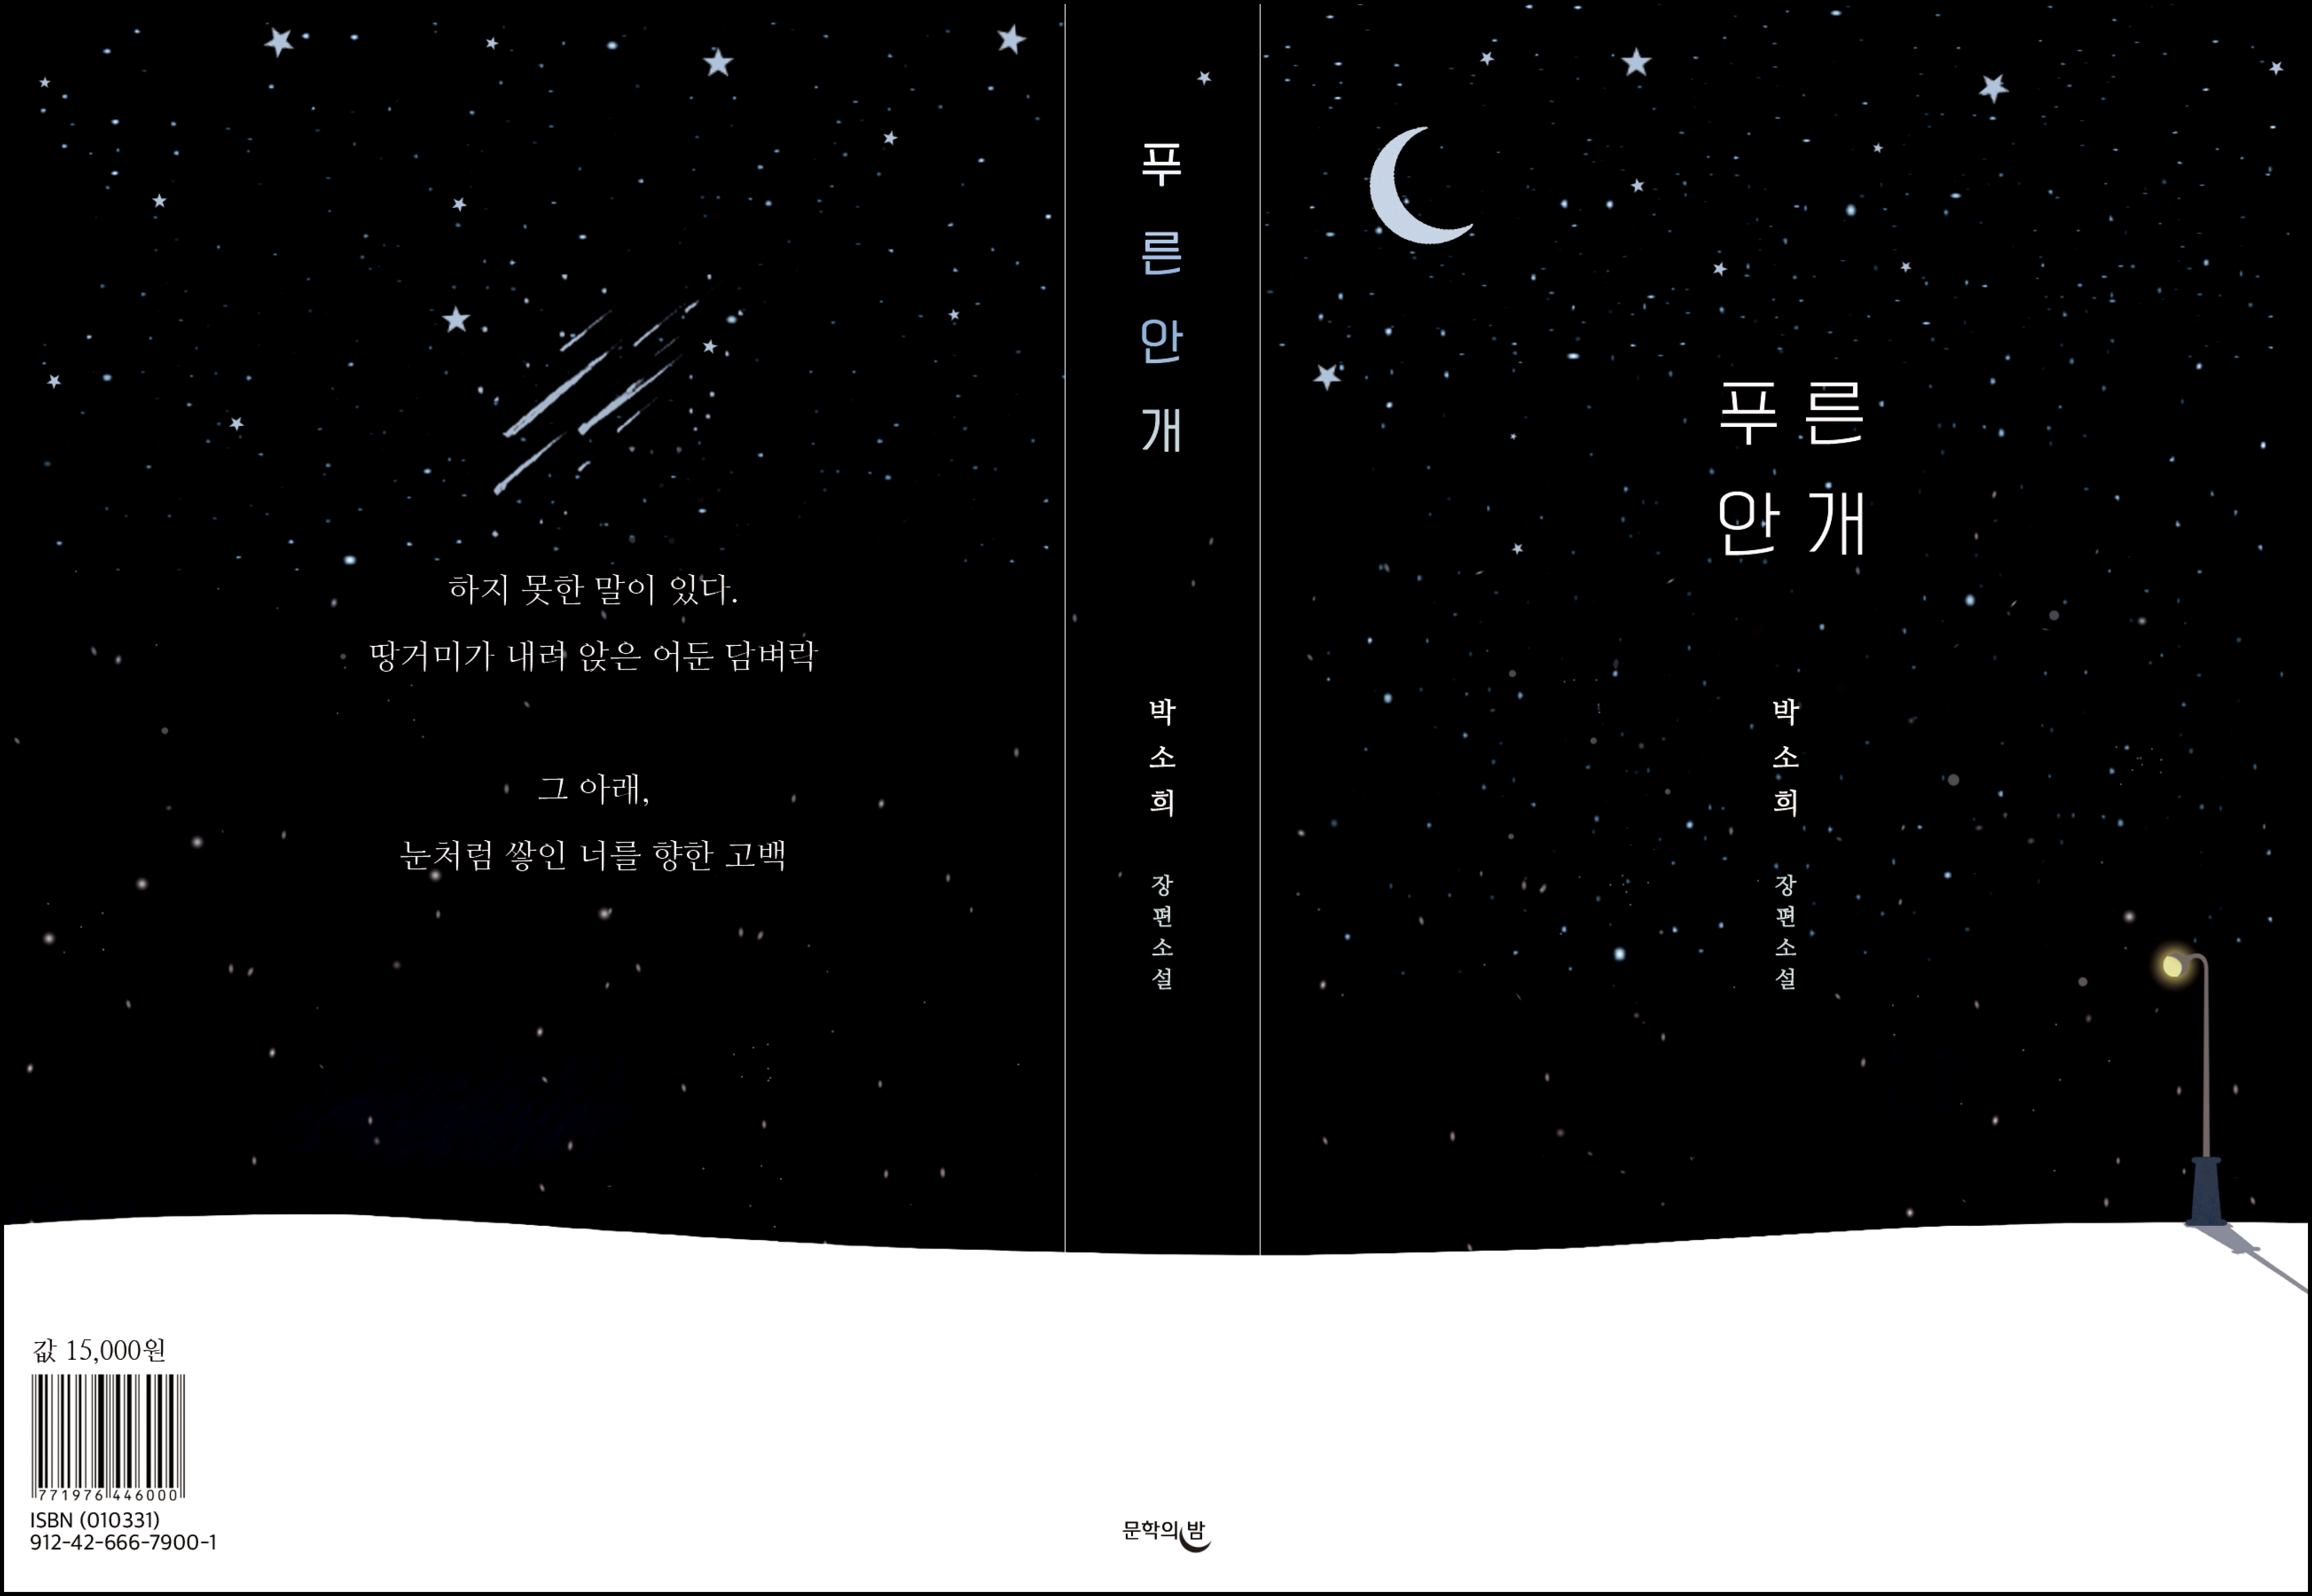 하지 못한 말이 있다.
땅거미가 내려 앉은 어둔 담벼락
그 아래,
눈처럼 쌓인 너를 향한 고백
값 15,000원
771976 446000
ISBN (010331)
912-42-666-7900-1
푸른안개
박소희
장편소설
문학의밤
푸른
안개
박소희
장편소설